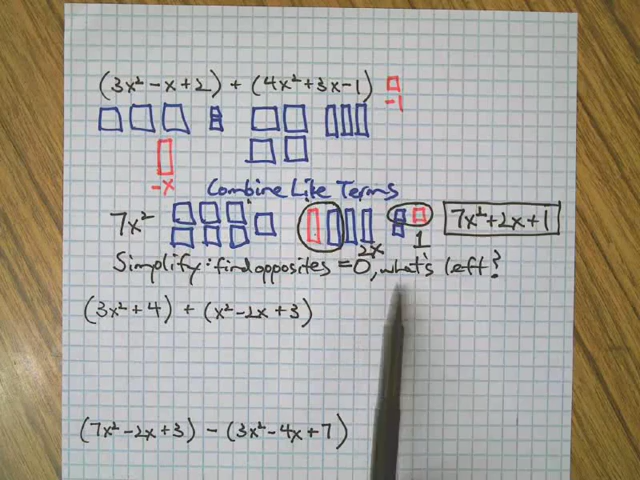 (3x² - x + 2) + (4x² + 3x - 1)
-1
-x
Combine Like Terms
7x² 2x 1 7x² + 2x + 1
Simplify: find opposites = 0, what's left?
(3x² + 4) + (x² - 2x + 3)
(7x² - 2x + 3) - (3x² - 4x + 7)